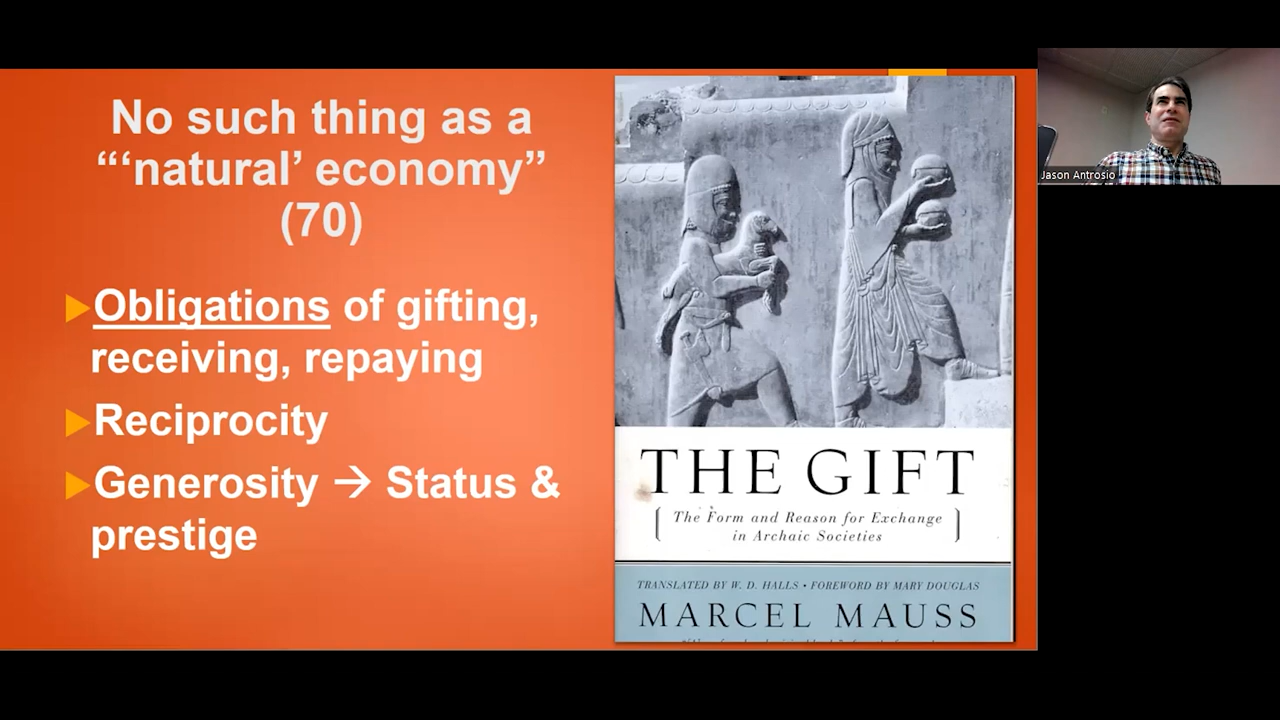 No such thing as a
“‘natural’ economy”
(70)
Obligations of gifting,
receiving, repaying
Reciprocity
Generosity → Status &
prestige
THE GIFT
The Form and Reason for Exchange
in Archaic Societies
TRANSLATED BY W. D. HALLS • FOREWORD BY MARY DOUGLAS
MARCEL MAUSS
Jason Antrosio